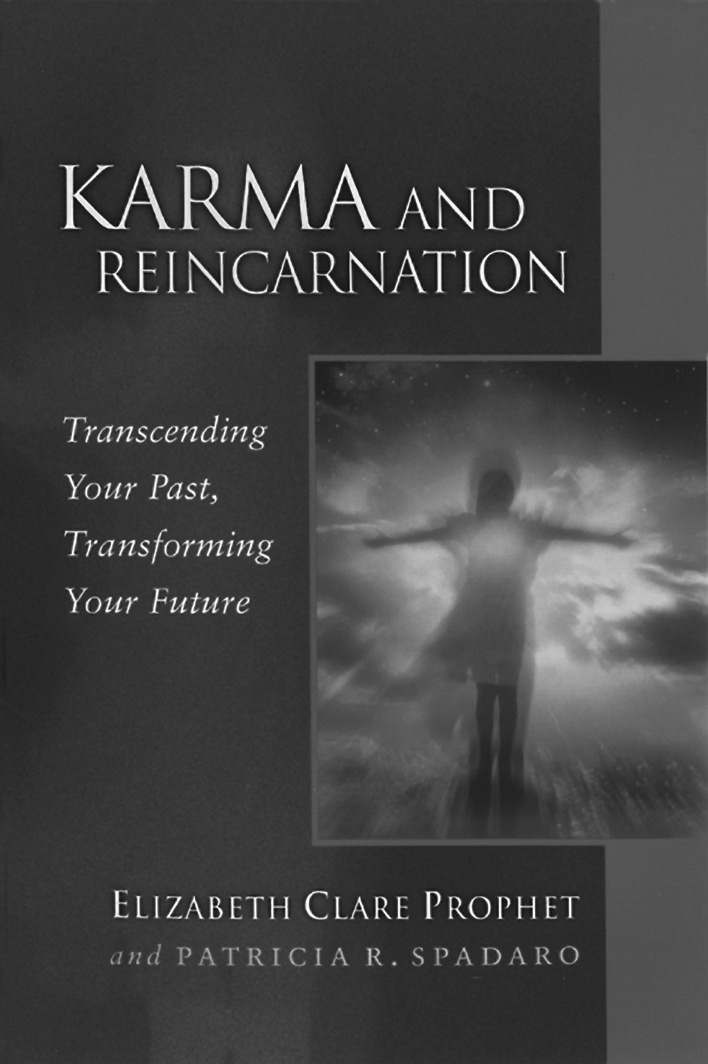 KARMA AND
REINCARNATION
Transcending
Your Past,
Transforming
Your Future
ELIZABETH CLARE PROPHET
and PATRICIA R. SPADARO